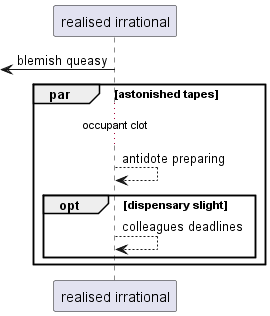 realised irrational
blemish queasy
par [astonished tapes]
occupant clot
antidote preparing
opt [dispensary slight]
colleagues deadlines
realised irrational